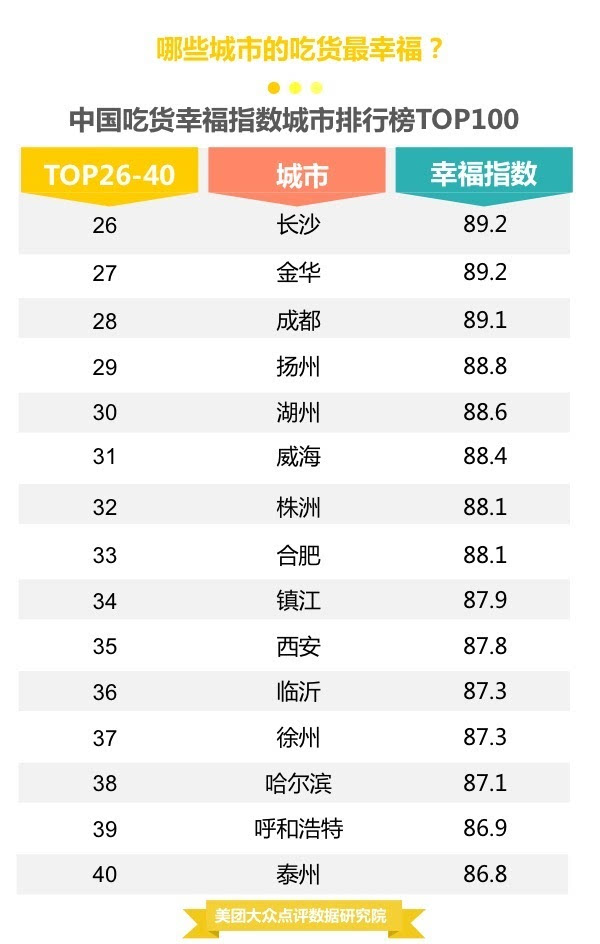 哪些城市的吃货最幸福？
中国吃货幸福指数城市排行榜TOP100
TOP26-40 城市 幸福指数
26 长沙 89.2
27 金华 89.2
28 成都 89.1
29 扬州 88.8
30 湖州 88.6
31 威海 88.4
32 株洲 88.1
33 合肥 88.1
34 镇江 87.9
35 西安 87.8
36 临沂 87.3
37 徐州 87.3
38 哈尔滨 87.1
39 呼和浩特 86.9
40 泰州 86.8
美团大众点评数据研究院